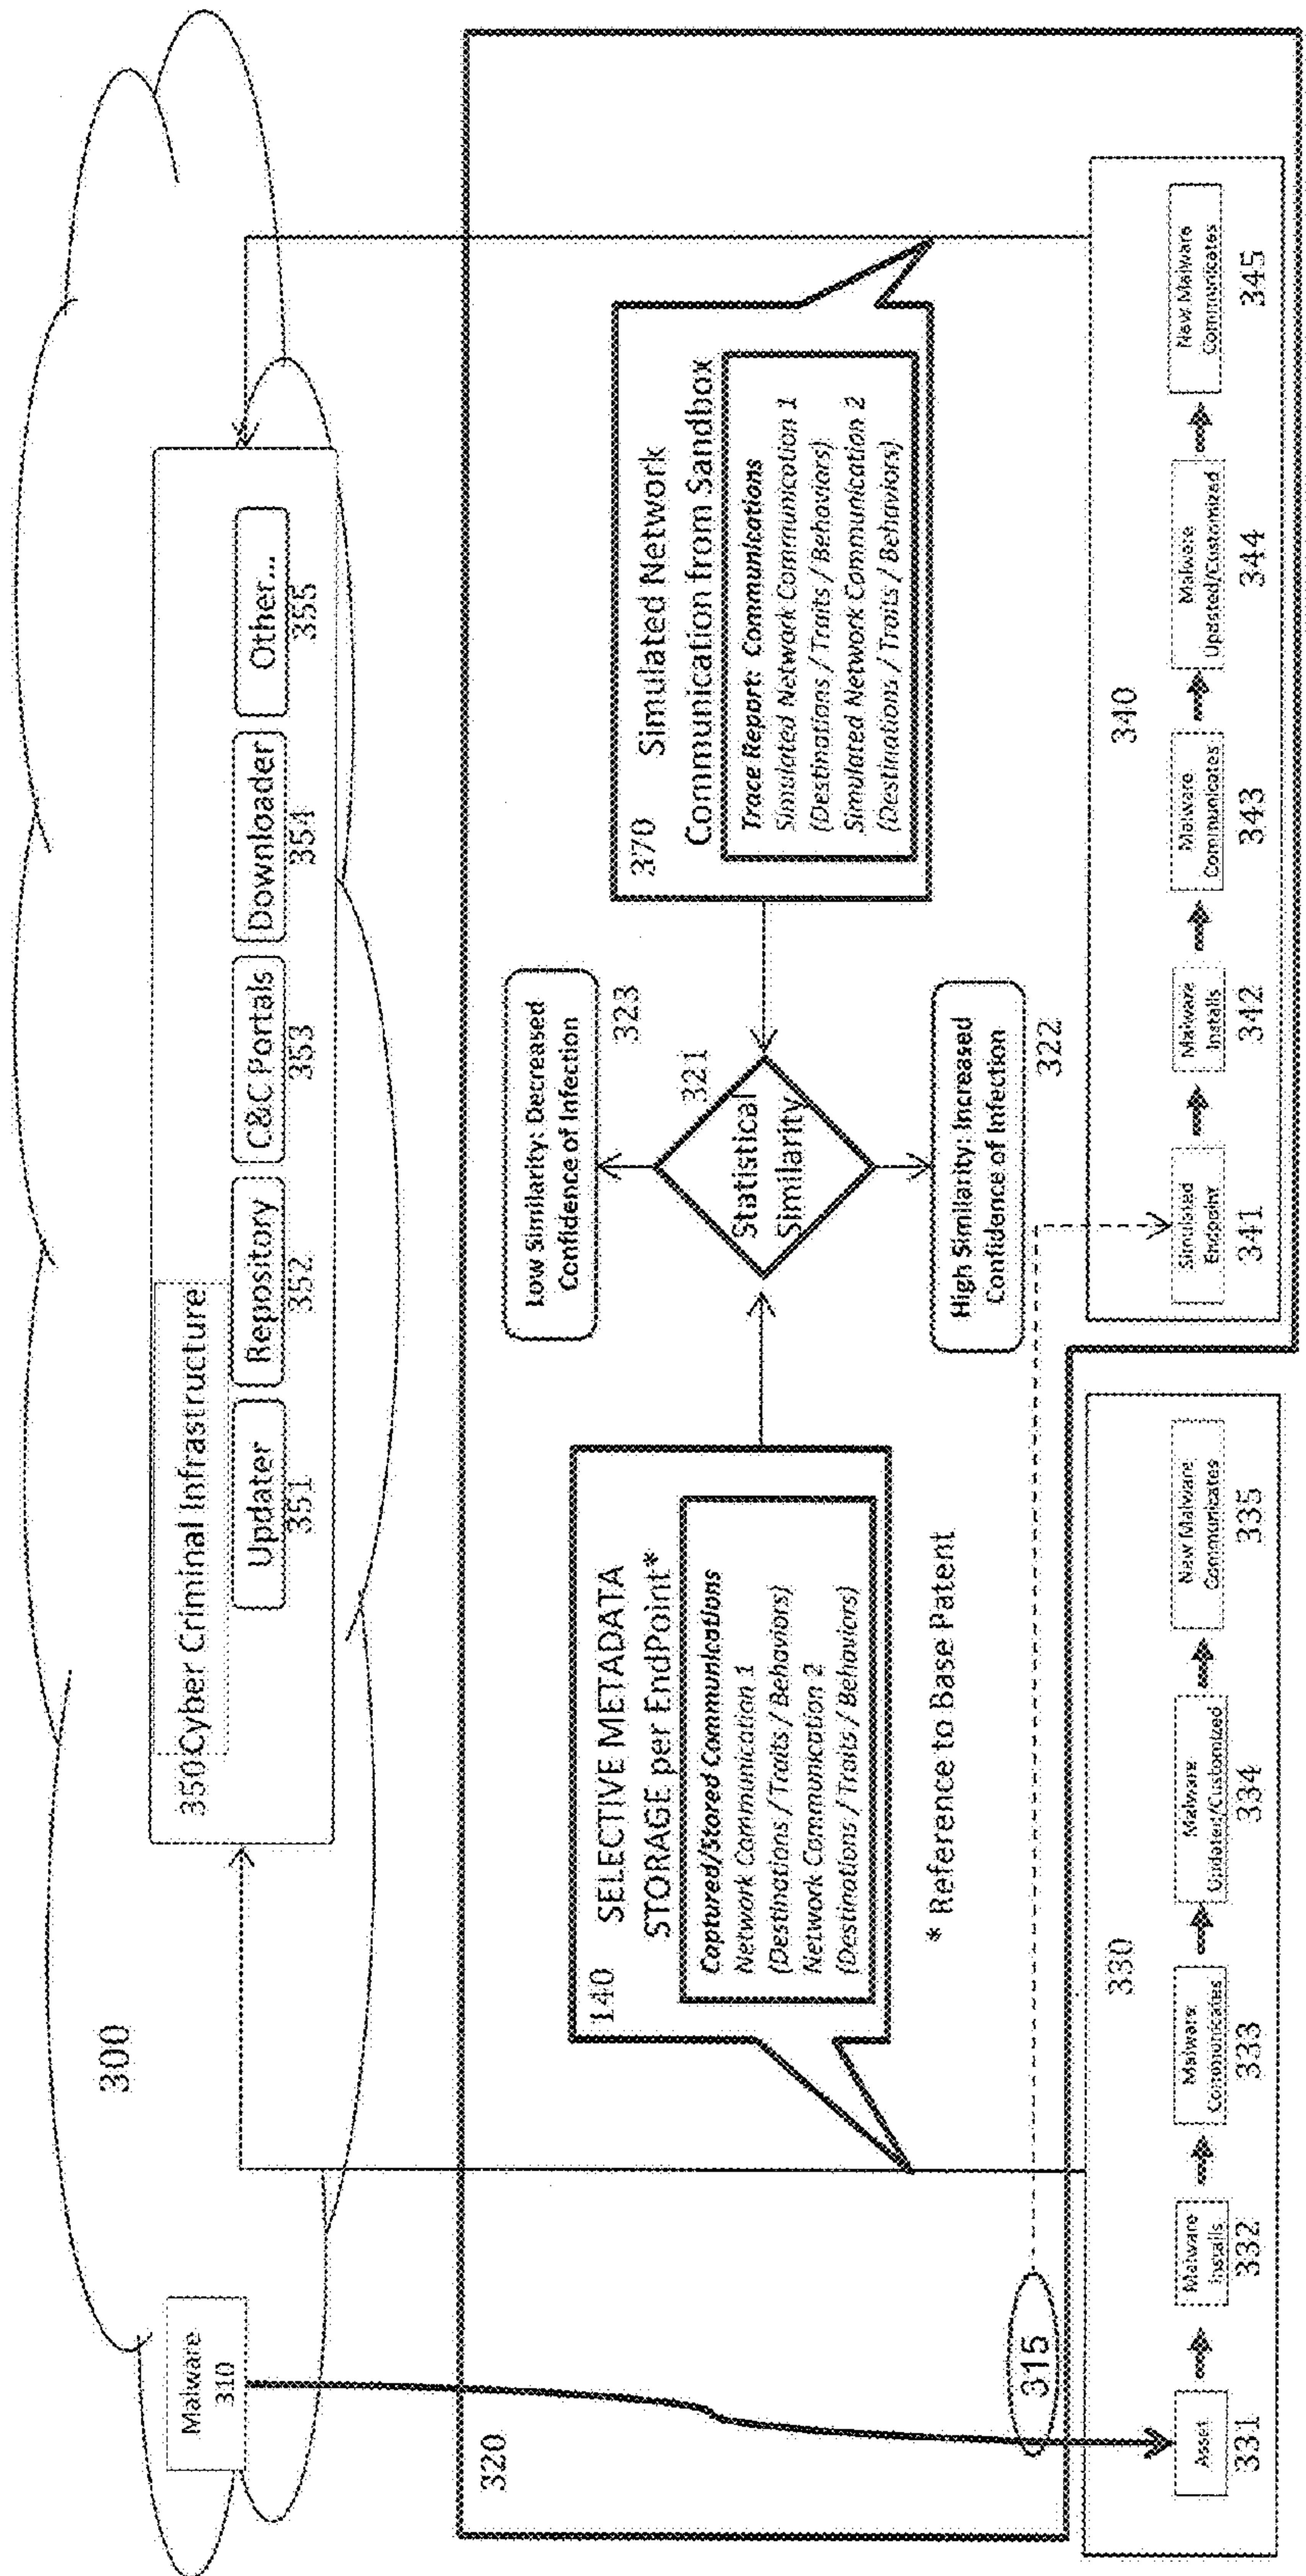 300
Malware
310
350 Cyber Criminal Infrastructure
Updater
351
Repository
352
C&C Portals
353
Downloader
354
Other...
355
320
140 SELECTIVE METADATA
STORAGE per EndPoint*
Captured/Stored Communications
Network Communication 1
(Destinations / Traits / Behaviors)
Network Communication 2
(Destinations / Traits / Behaviors)
* Reference to Base Patent
Low Similarity: Decreased
Confidence of Infection
323
321
Statistical
Similarity
High Similarity: Increased
Confidence of Infection
322
370 Simulated Network
Communication from Sandbox
Trace Report: Communications
Simulated Network Communication 1
(Destinations / Traits / Behaviors)
Simulated Network Communication 2
(Destinations / Traits / Behaviors)
315
330
Asset
331
Malware
Installs
332
Malware
Communicates
333
Malware
Updated/Customized
334
New Malware
Communicates
335
340
Simulated
Endpoint
341
Malware
Installs
342
Malware
Communicates
343
Malware
Updated/Customized
344
New Malware
Communicates
345